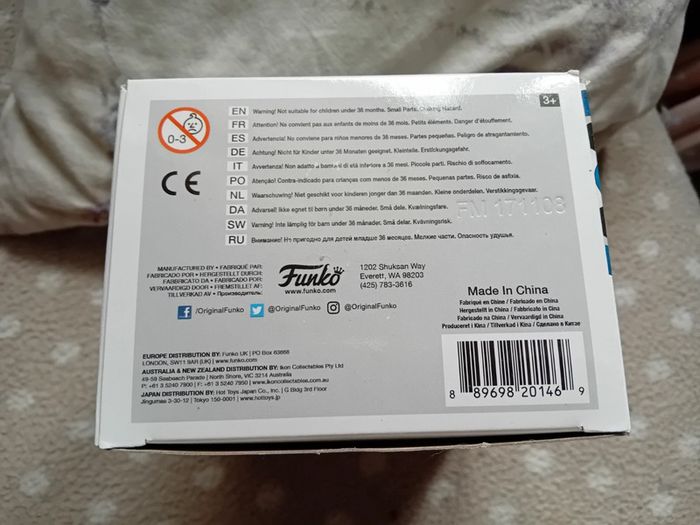 3+
0-3
EN Warning! Not suitable for children under 36 months. Small Parts. Choking Hazard.
FR Attention! Ne convient pas aux enfants de moins de 36 mois. Petits éléments. Danger d'étouffement.
ES Advertencia! No conviene para niños menores de 36 meses. Partes pequeñas. Peligro de atragantamiento.
DE Achtung! Nicht für Kinder unter 36 Monaten geeignet. Kleinteile. Erstickungsgefahr.
IT Avvertenza! Non adatto a bambini di età inferiore a 36 mesi. Piccole parti. Rischio di soffocamento.
PO Atenção! Contra-indicado para crianças com menos de 36 meses. Pequenas partes. Risco de asfixia.
NL Waarschuwing! Niet geschikt voor kinderen jonger dan 36 maanden. Kleine onderdelen. Verstikkingsgevaar.
DA Advarsel! Ikke egnet til børn under 36 måneder. Små dele. Kvælningsfare.
FM 171108
SW Varning! Inte lämplig för barn under 36 månader. Små delar. Kvävningsrisk.
RU Внимание! Не пригодно для детей младше 36 месяцев. Мелкие части. Опасность удушья.
CE
MANUFACTURED BY • FABRIQUÉ PAR:
FABRICADO POR • HERGESTELLT DURCH:
FABBRICATO DA • FABRICADO POR:
VERVAARDIGD DOOR • FREMSTILLET AF:
TILLVERKAD AV • Производитель:
Funko
www.funko.com
1202 Shuksan Way
Everett, WA 98203
(425) 783-3616
/OriginalFunko @OriginalFunko @OriginalFunko
Made In China
Fabriqué en Chine / Fabricado en China
Hergestellt in China / Fabbricato in Cina
Fabricado na China / Vervaardigd in China
Produceret i Kina / Tillverkad i Kina / Сделано в Китае
EUROPE DISTRIBUTION BY: Funko UK | PO BOX 63868
LONDON, SW11 9AR (UK) | www.funko.com
AUSTRALIA & NEW ZEALAND DISTRIBUTION BY: Ikon Collectables Pty Ltd
49-59 Seabeach Parade | North Shore, VIC 3214 Australia
P: +61 3 5240 7900 | F: +61 3 5240 7950 | www.ikoncollectables.com
JAPAN DISTRIBUTION BY: Hot Toys Japan Co., Inc. | G Bldg 3rd Floor
Jingumae 3-30-12 | Tokyo 150-0001 | www.hottoys.jp
8 89698 20146 9